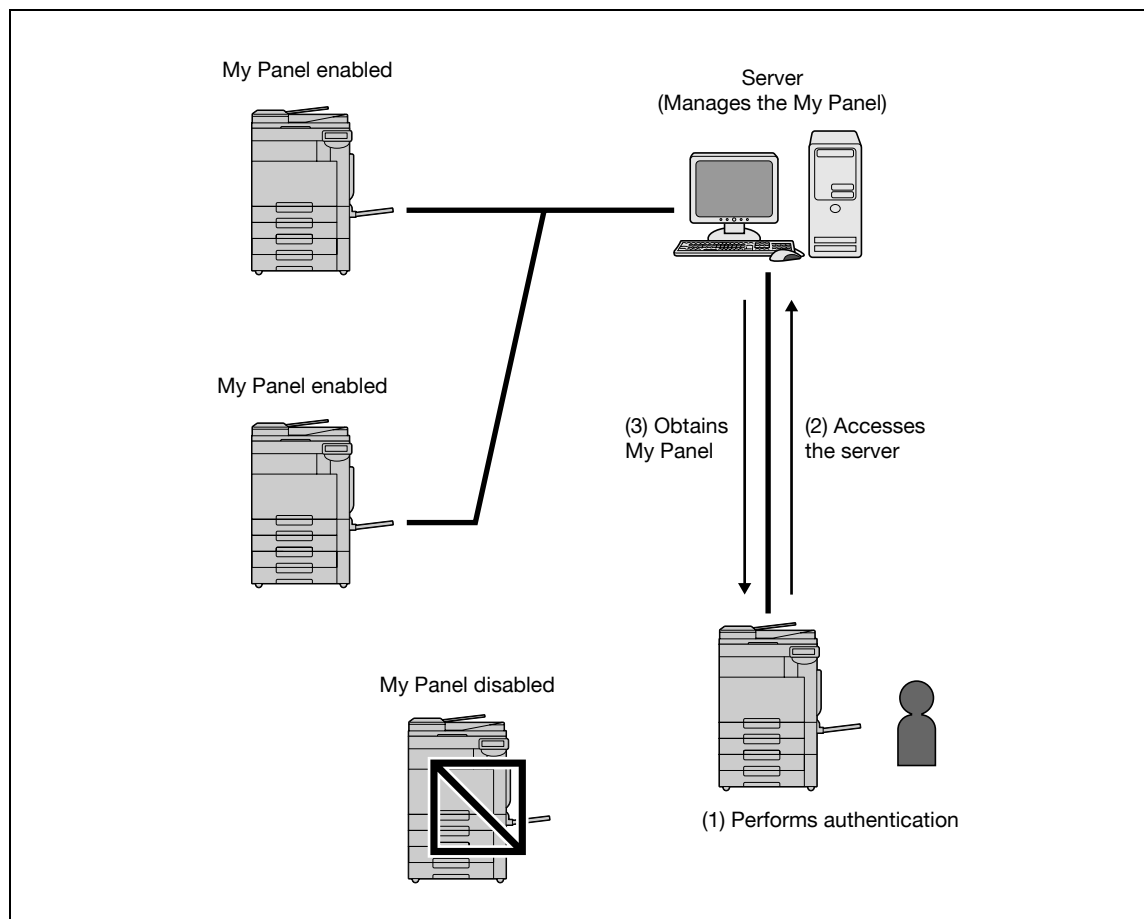 My Panel enabled
Server
(Manages the My Panel)
My Panel enabled
(3) Obtains
My Panel
(2) Accesses
the server
My Panel disabled
(1) Performs authentication